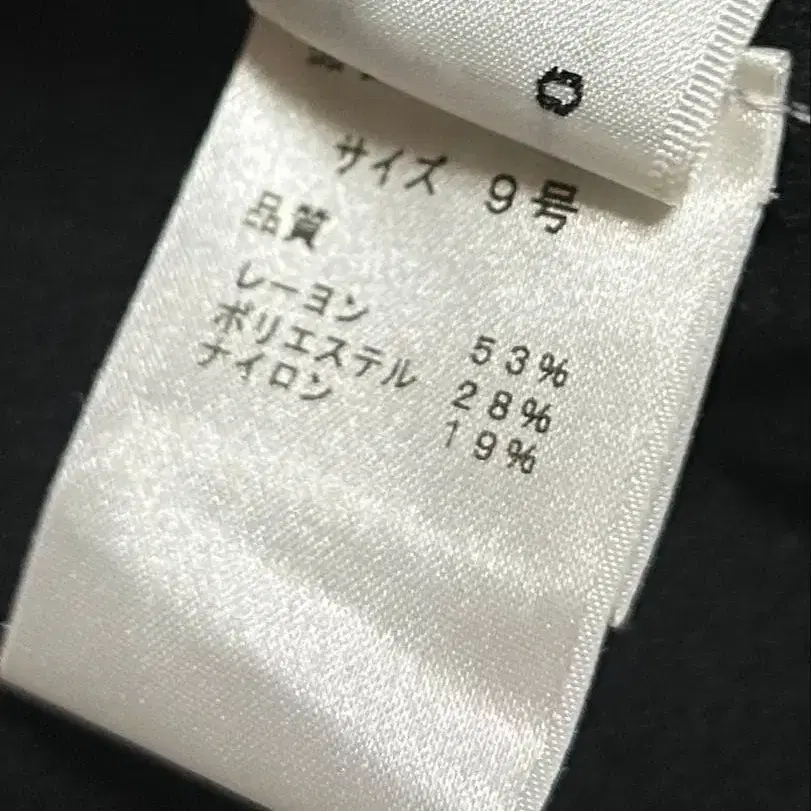 サイズ 9号
品質
レーヨン 53%
ポリエステル 28%
ナイロン 19%